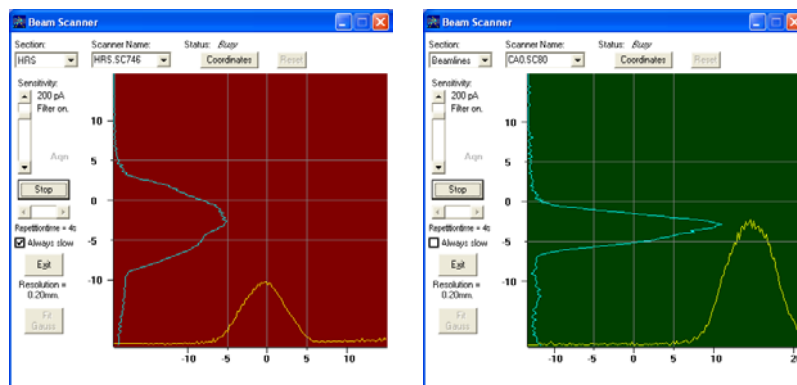 Beam Scanner
Section: Scanner Name: Status: Busy
HRS HRS.SC746 Coordinates Reset
Sensitivity:
200 pA
Filter on.
Align
Stop
Repetitiontime = 4s
Always slow
Exit
Resolution =
0.20mm.
Fit
Gauss
10
5
0
-5
-10
-10 -5 0 5 10
Beam Scanner
Section: Scanner Name: Status: Busy
Beamlines CA0.SC80 Coordinates Reset
Sensitivity:
200 pA
Filter on.
Align
Stop
Repetitiontime = 4s
Always slow
Exit
Resolution =
0.20mm.
Fit
Gauss
10
5
0
-5
-10
-10 -5 0 5 10 15 20